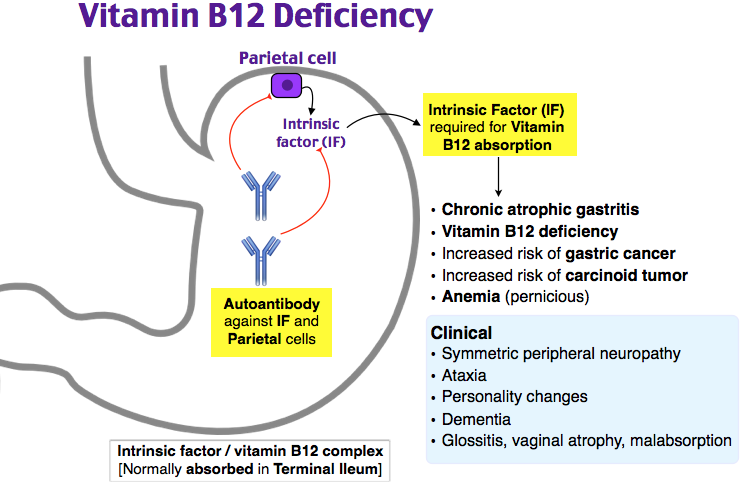 Vitamin B12 Deficiency
Parietal cell
Intrinsic
factor (IF)
Intrinsic Factor (IF)
required for Vitamin
B12 absorption
• Chronic atrophic gastritis
• Vitamin B12 deficiency
• Increased risk of gastric cancer
• Increased risk of carcinoid tumor
• Anemia (pernicious)
Autoantibody
against IF and
Parietal cells
Clinical
• Symmetric peripheral neuropathy
• Ataxia
• Personality changes
• Dementia
• Glossitis, vaginal atrophy, malabsorption
Intrinsic factor / vitamin B12 complex
[Normally absorbed in Terminal Ileum]